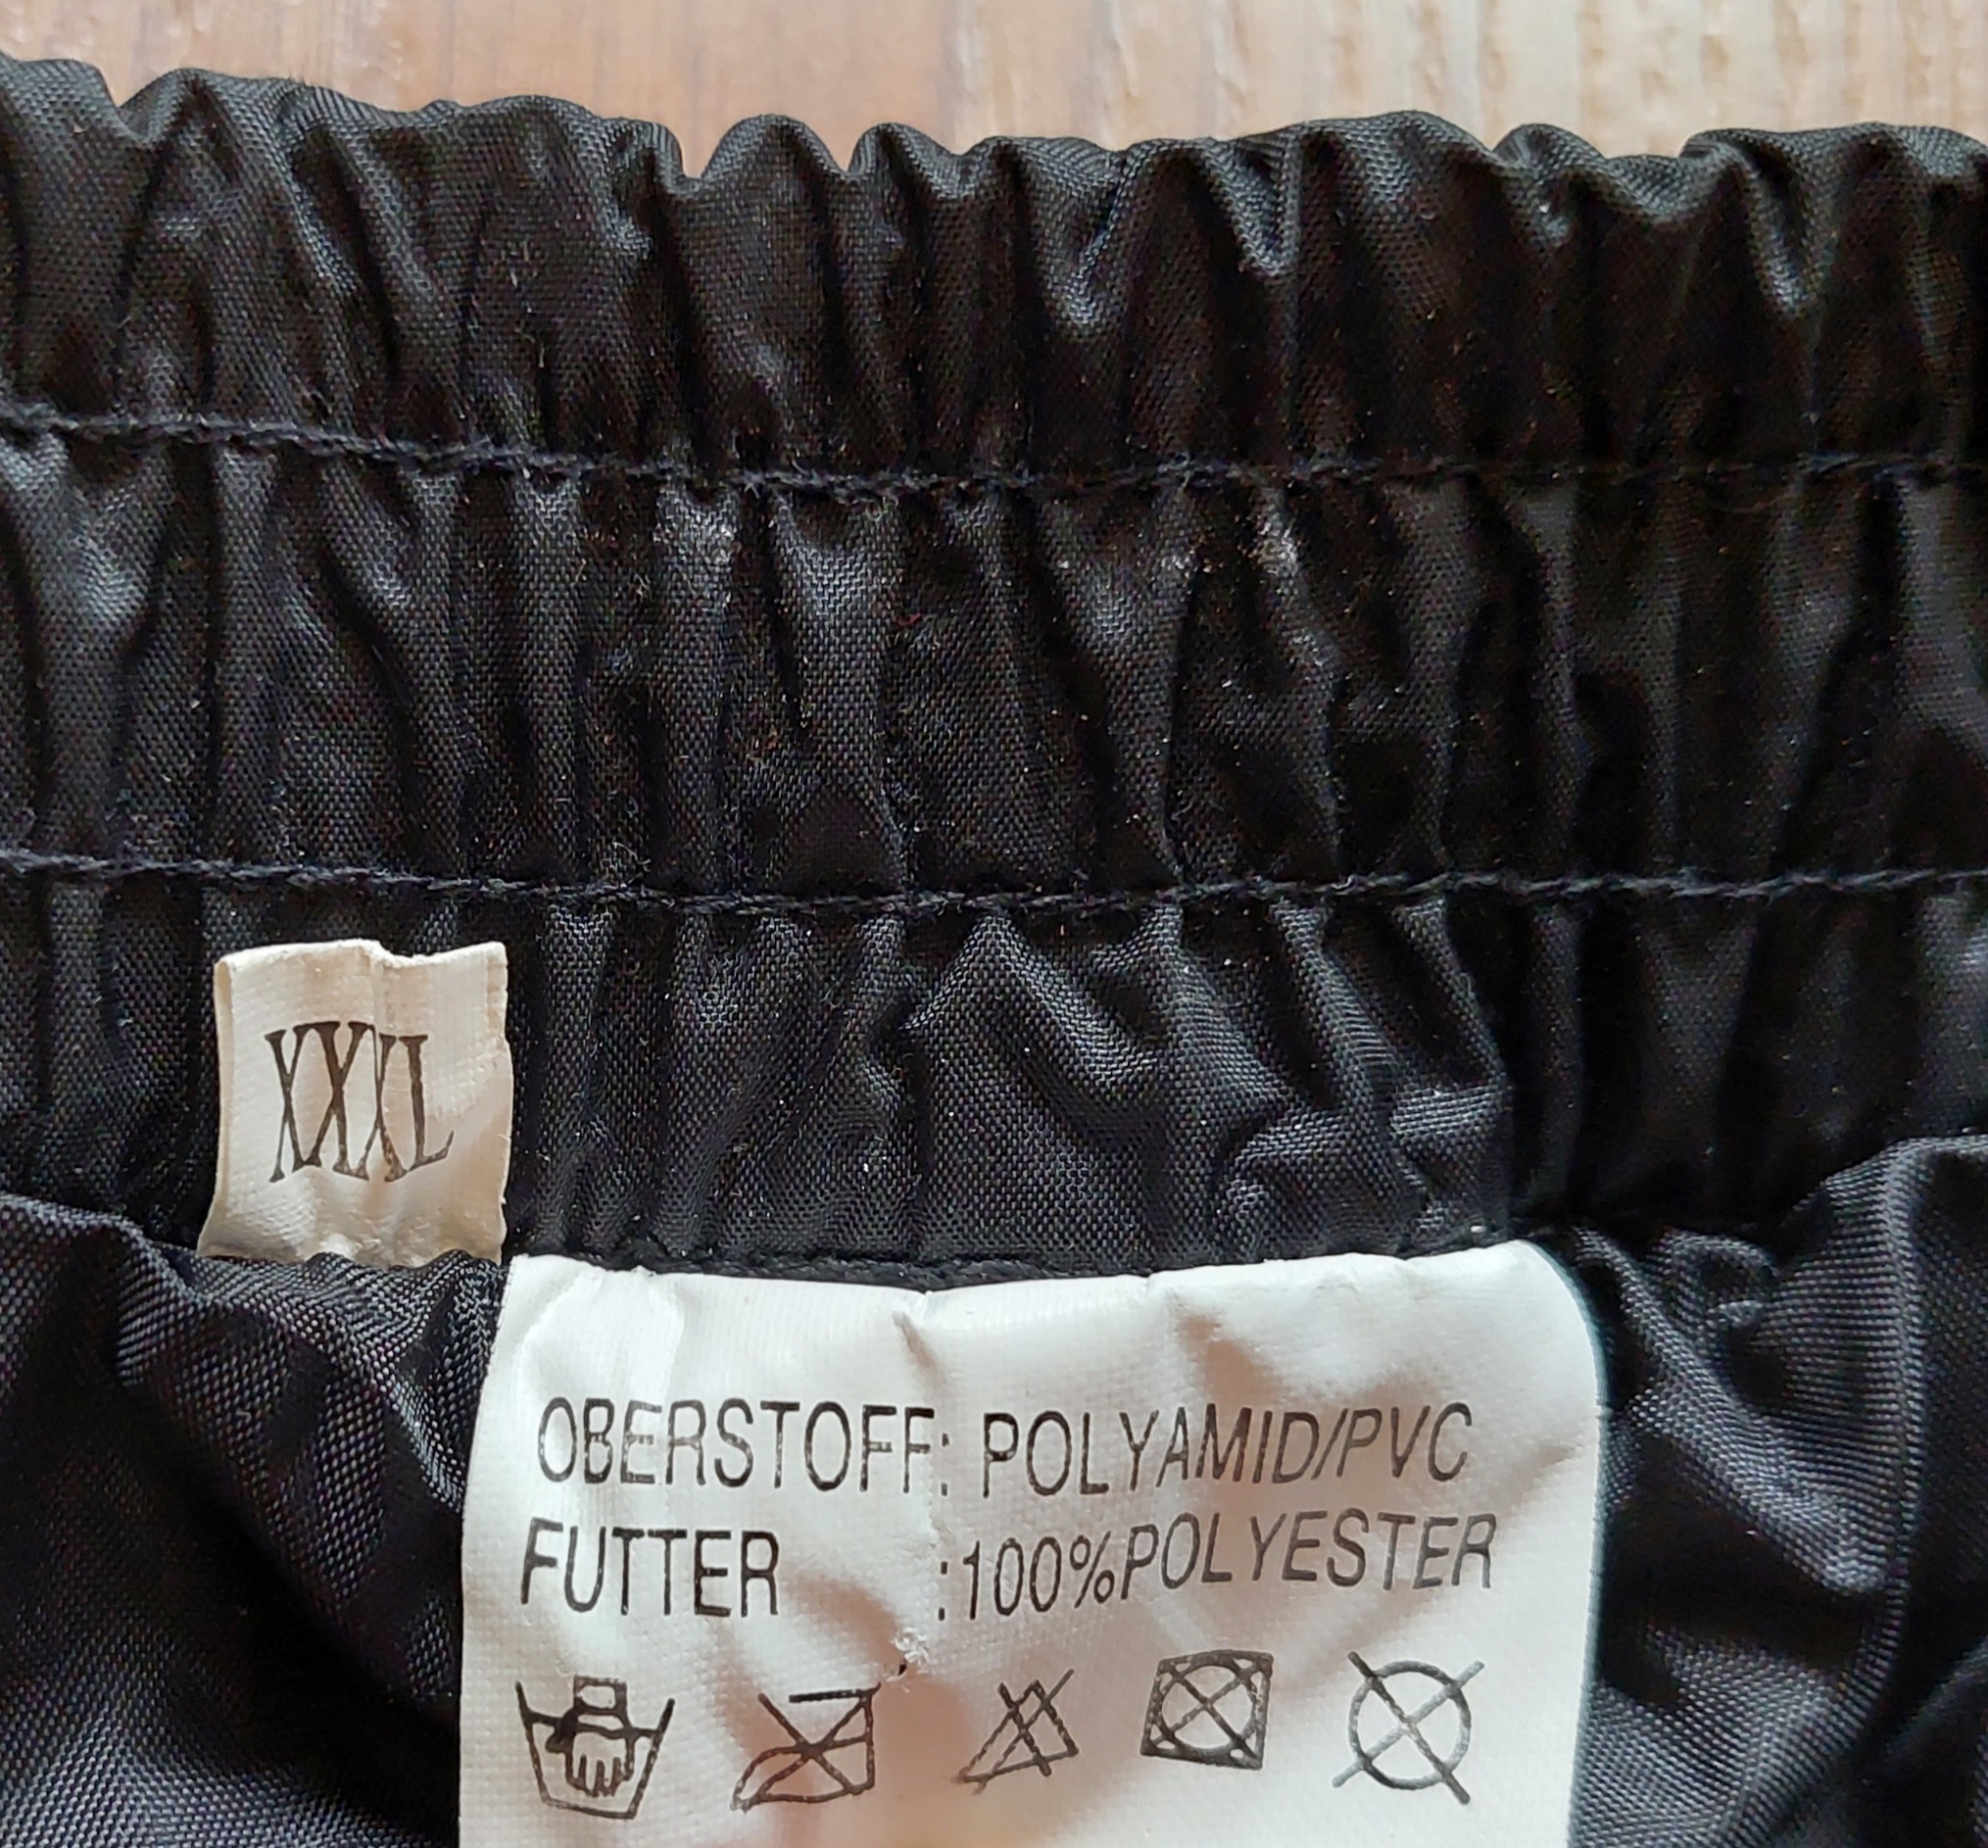 XXXL
OBERSTOFF: POLYAMID/PVC
FUTTER :100%POLYESTER